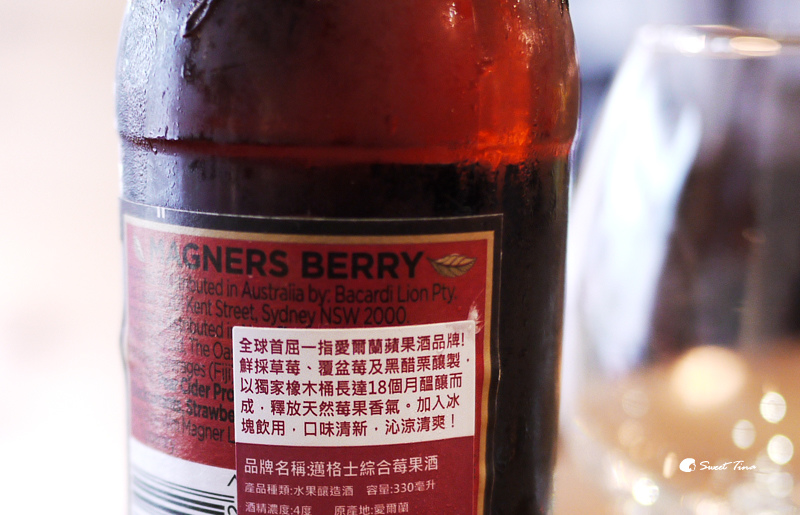 MAGNERS BERRY
in Australia by: Bacardi Lion Pty.
Kent Street, Sydney NSW 2000.
The
全球首屈一指愛爾蘭蘋果酒品牌!
鮮採草莓、覆盆莓及黑醋栗釀製,
以獨家橡木桶長達18個月醞釀而
成,釋放天然莓果香氣。加入冰
塊飲用,口味清新,沁涼清爽!
Magner
品牌名稱:邁格士綜合莓果酒
產品種類:水果釀造酒 容量:330毫升
酒精濃度:4度 原產地:愛爾蘭
Sweet Tina